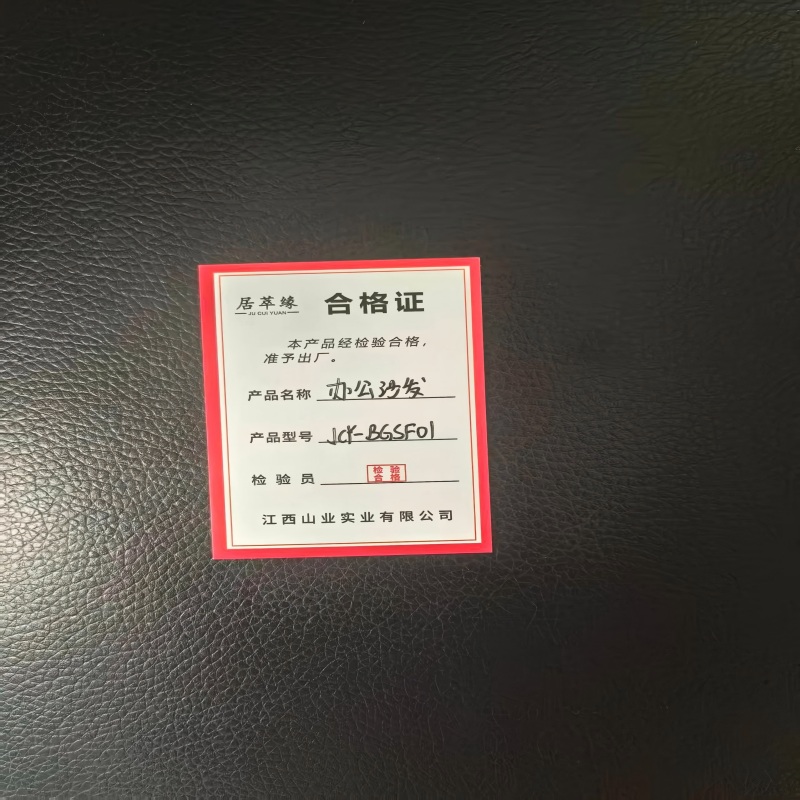 居萃缘
JU CUI YUAN
合格证
本产品经检验合格，
准予出厂。
产品名称 办公沙发
产品型号 JCY-BGSF01
检验员 检验
合格
江西山业实业有限公司